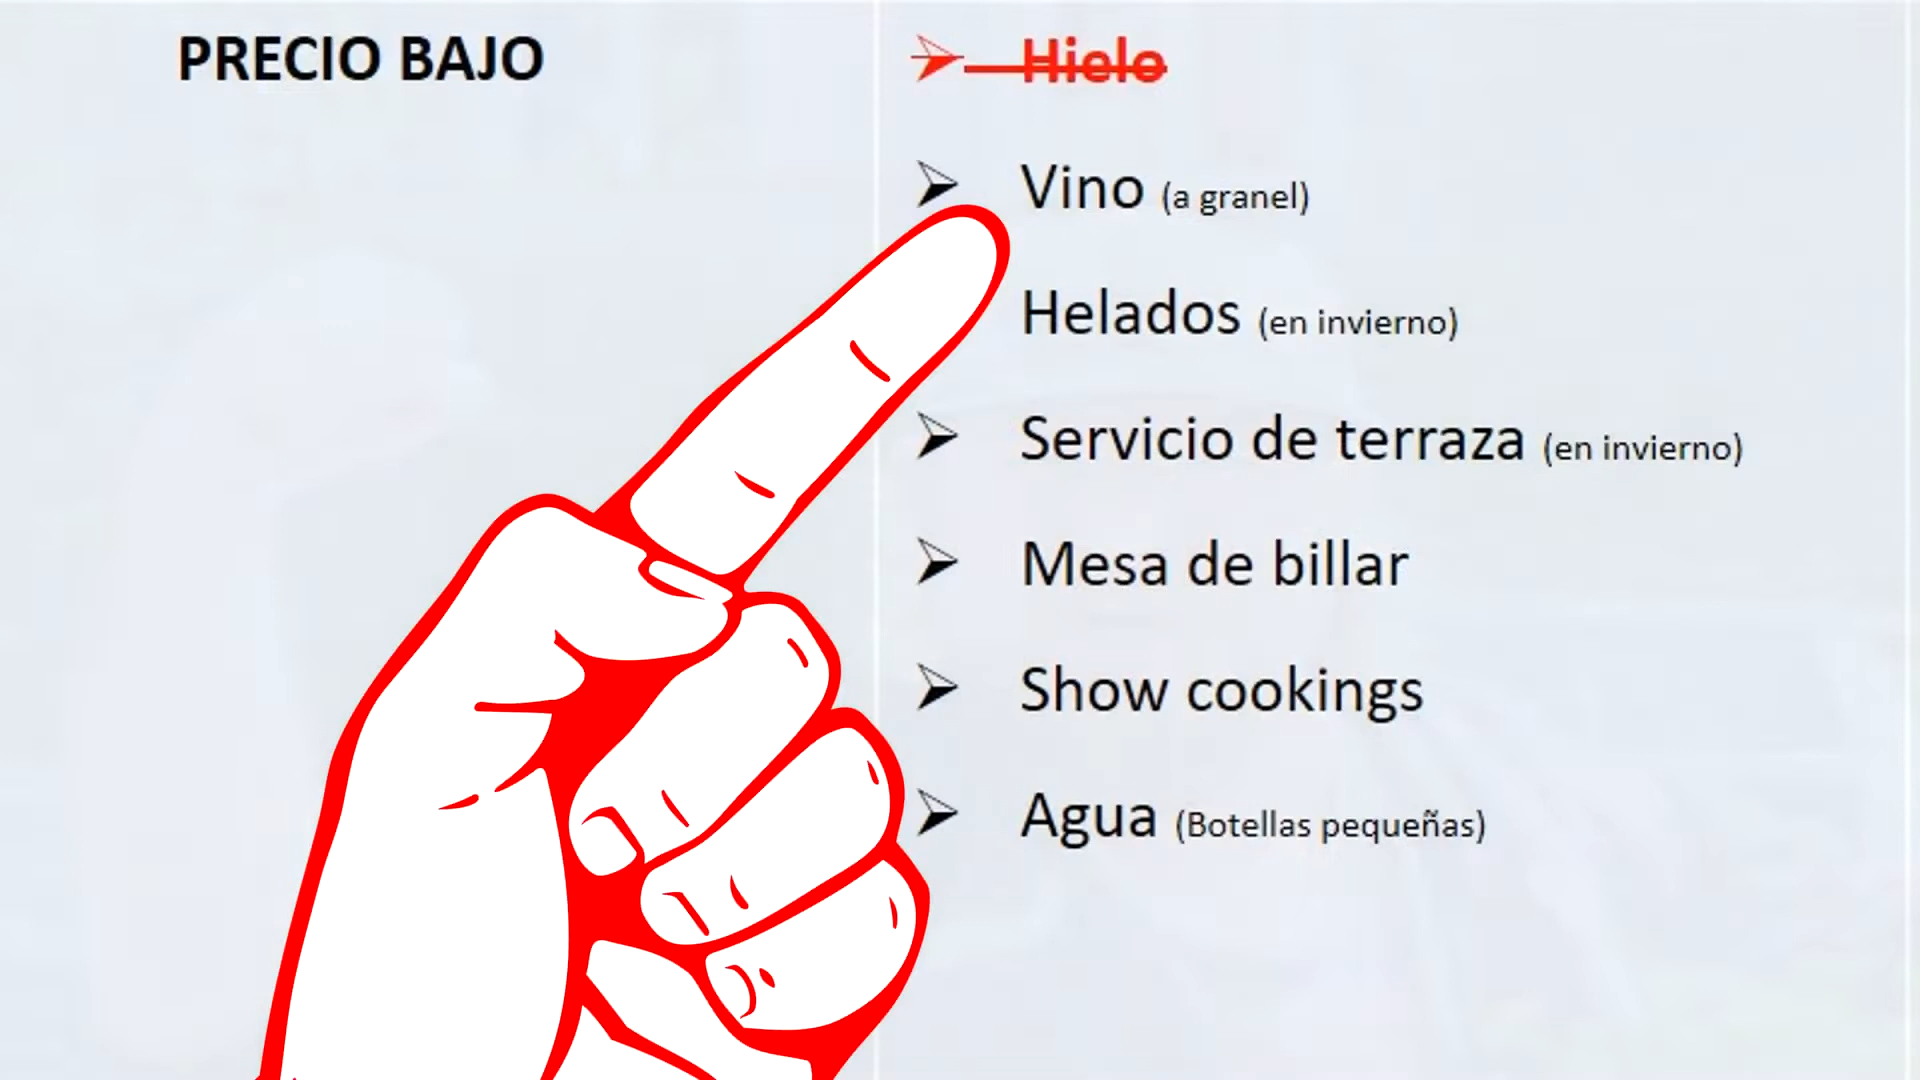 PRECIO BAJO
Hielo
Vino (a granel)
Helados (en invierno)
Servicio de terraza (en invierno)
Mesa de billar
Show cookings
Agua (Botellas pequeñas)